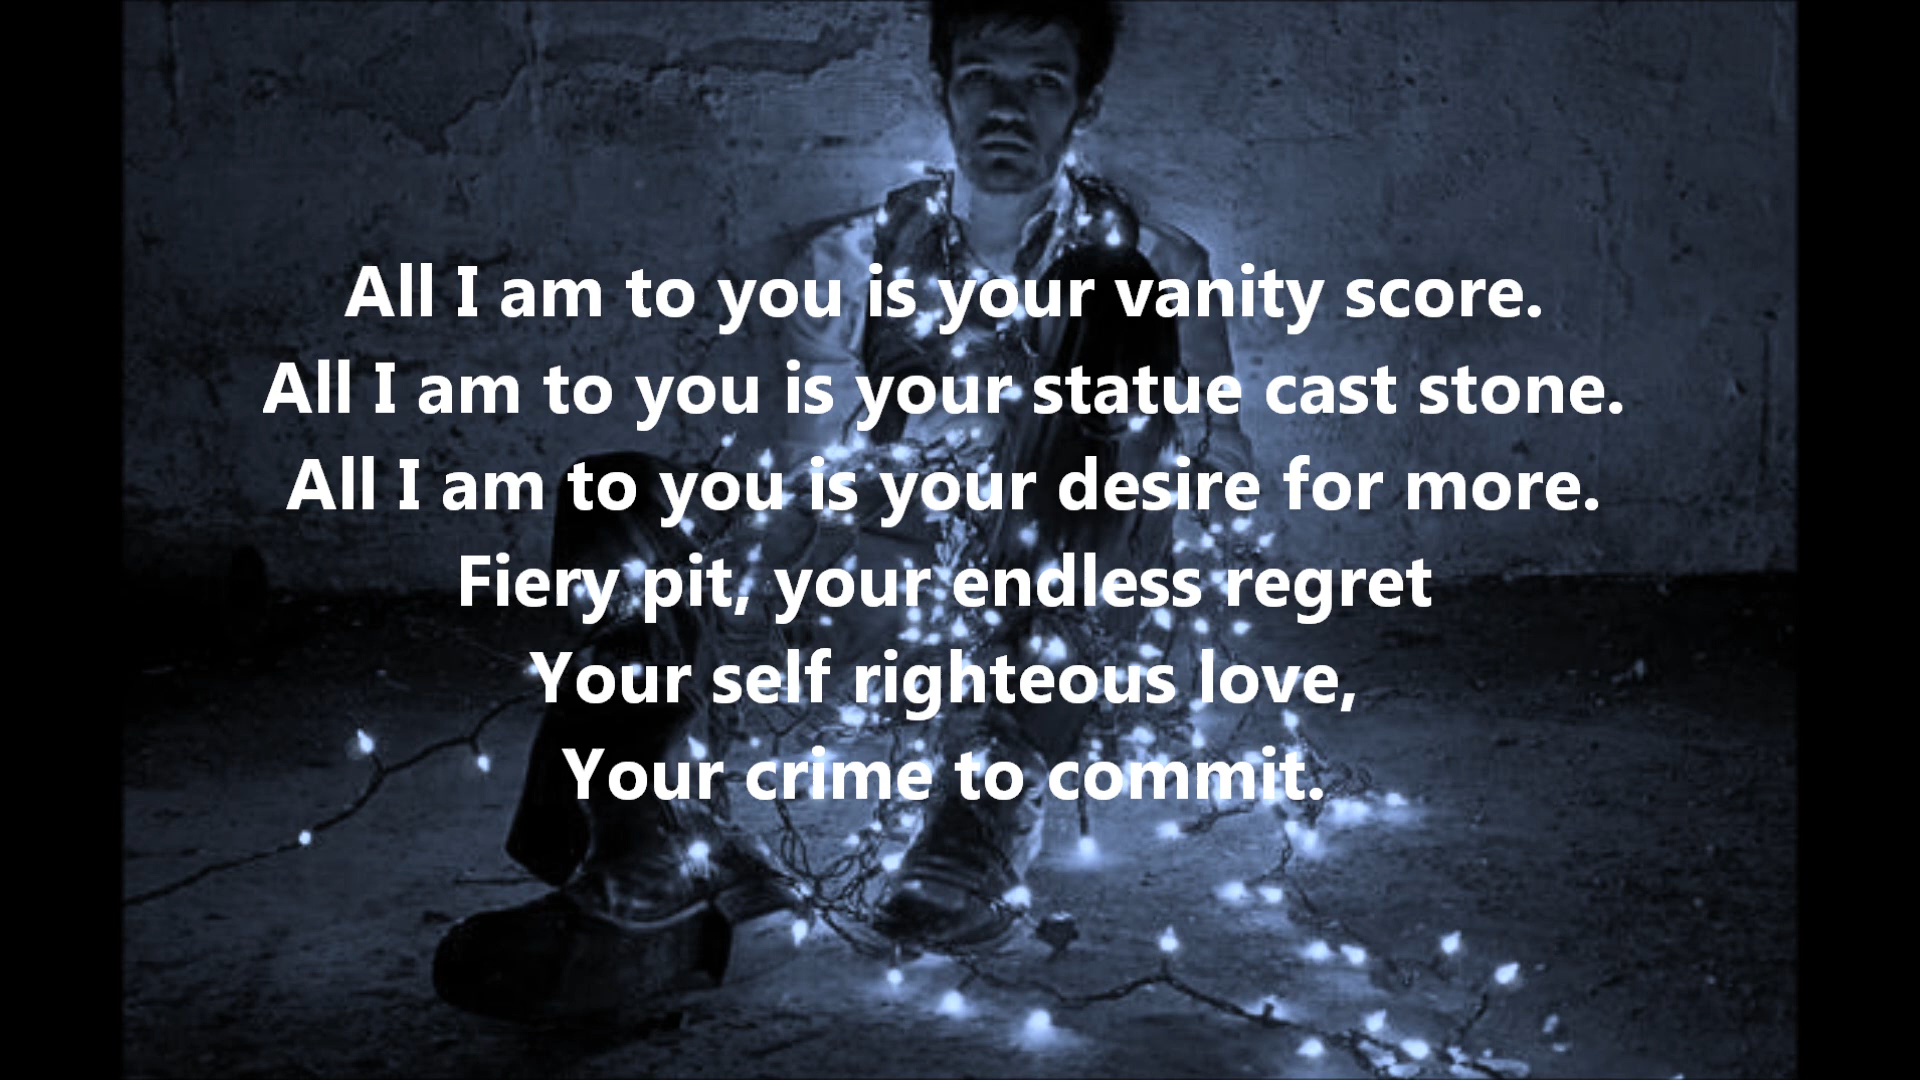 All I am to you is your vanity score.
All I am to you is your statue cast stone.
All I am to you is your desire for more.
Fiery pit, your endless regret
Your self righteous love,
Your crime to commit.